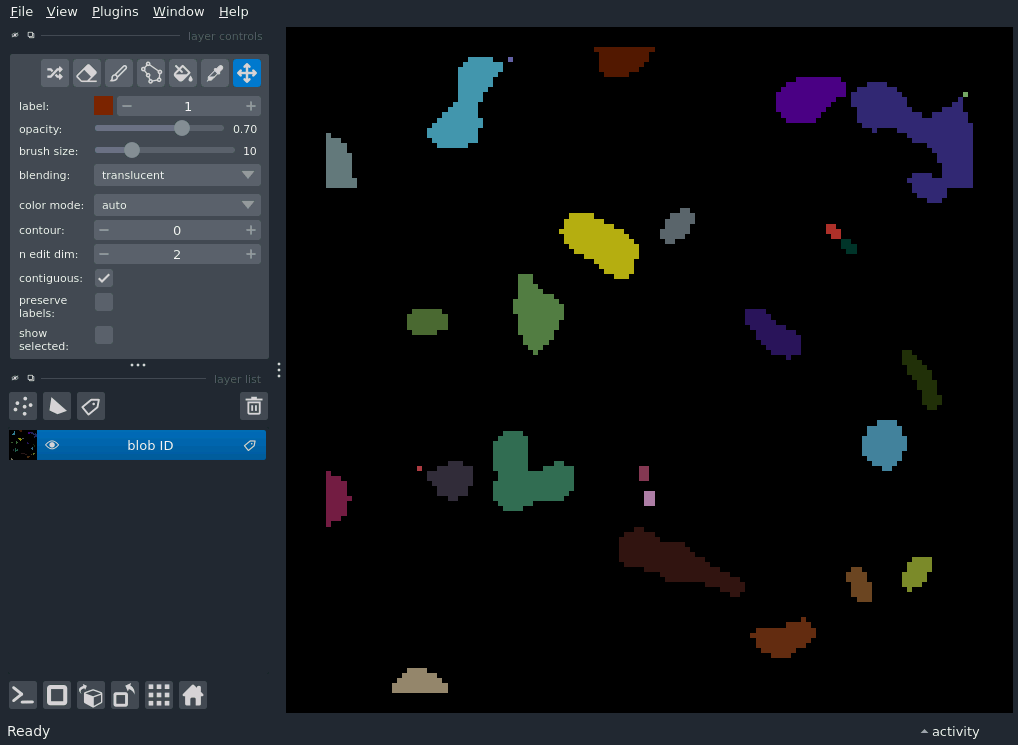 File View Plugins Window Help
layer controls
label: 1
opacity: 0.70
brush size: 10
blending: translucent
color mode: auto
contour: 0
n edit dim: 2
contiguous:
preserve
labels:
show
selected:
layer list
blob ID
Ready
activity